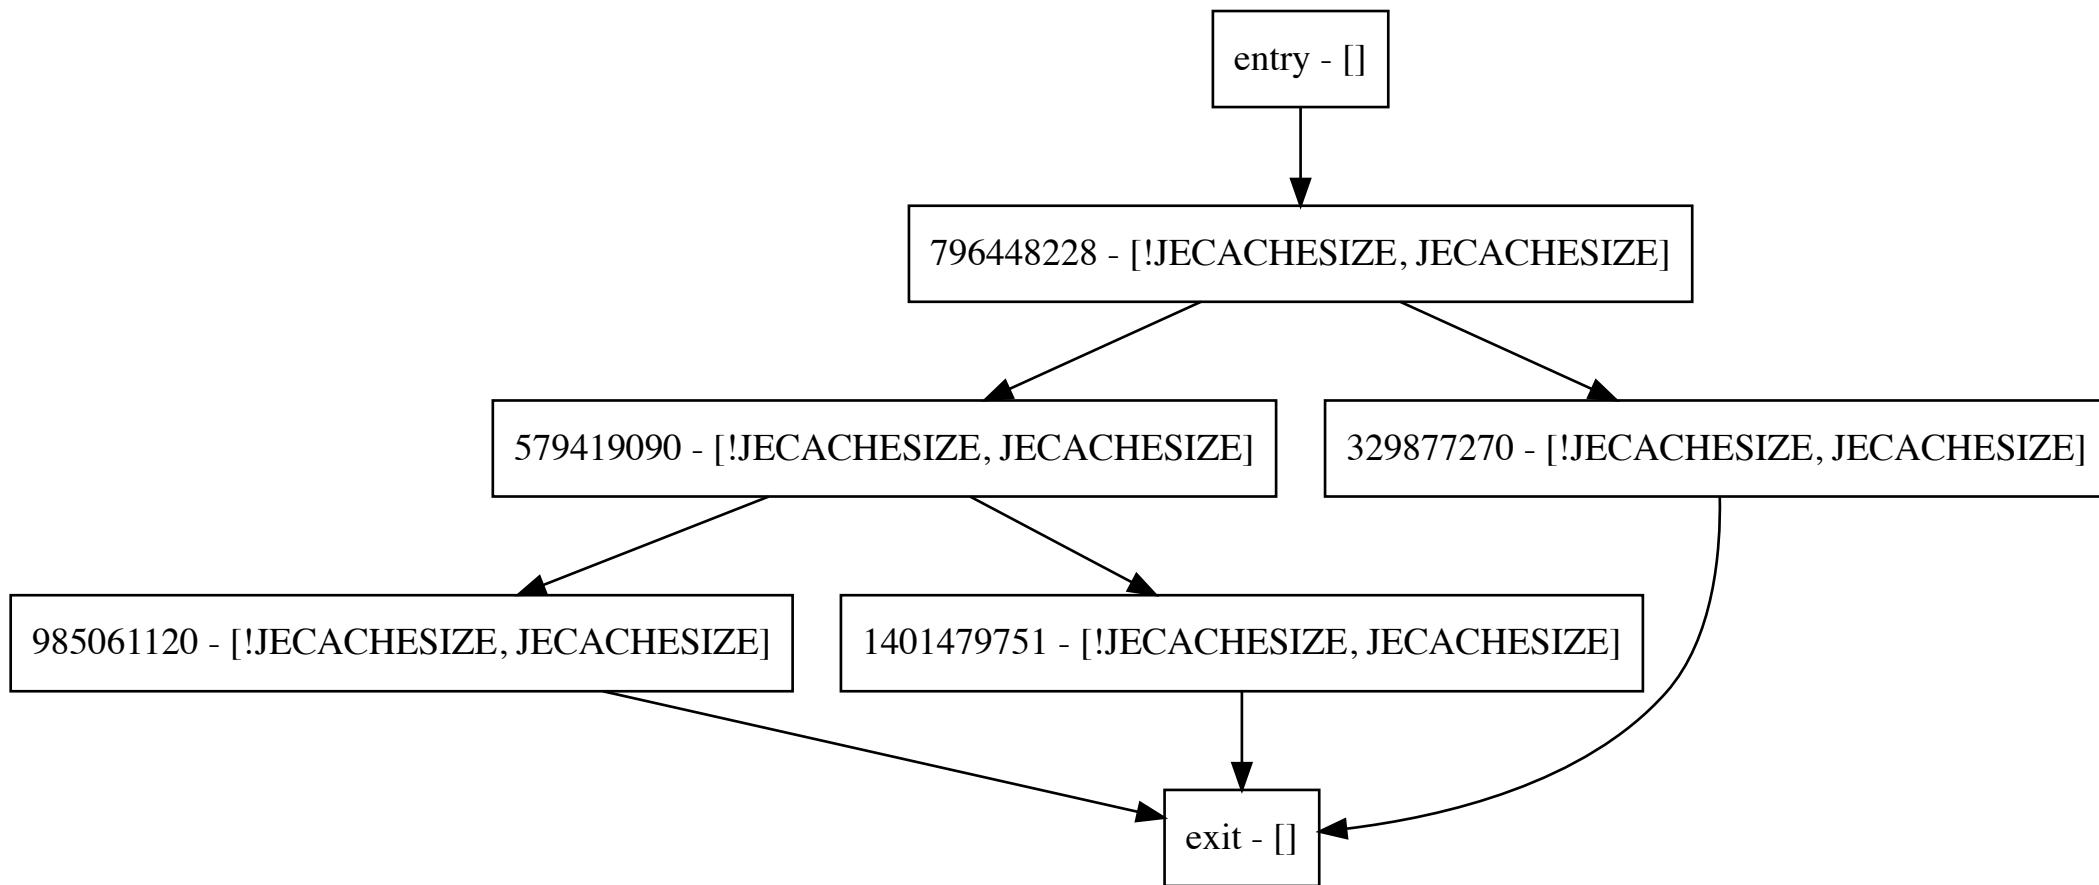 entry - []
796448228 - [!JECACHESIZE, JECACHESIZE]
579419090 - [!JECACHESIZE, JECACHESIZE]
329877270 - [!JECACHESIZE, JECACHESIZE]
985061120 - [!JECACHESIZE, JECACHESIZE]
1401479751 - [!JECACHESIZE, JECACHESIZE]
exit - []